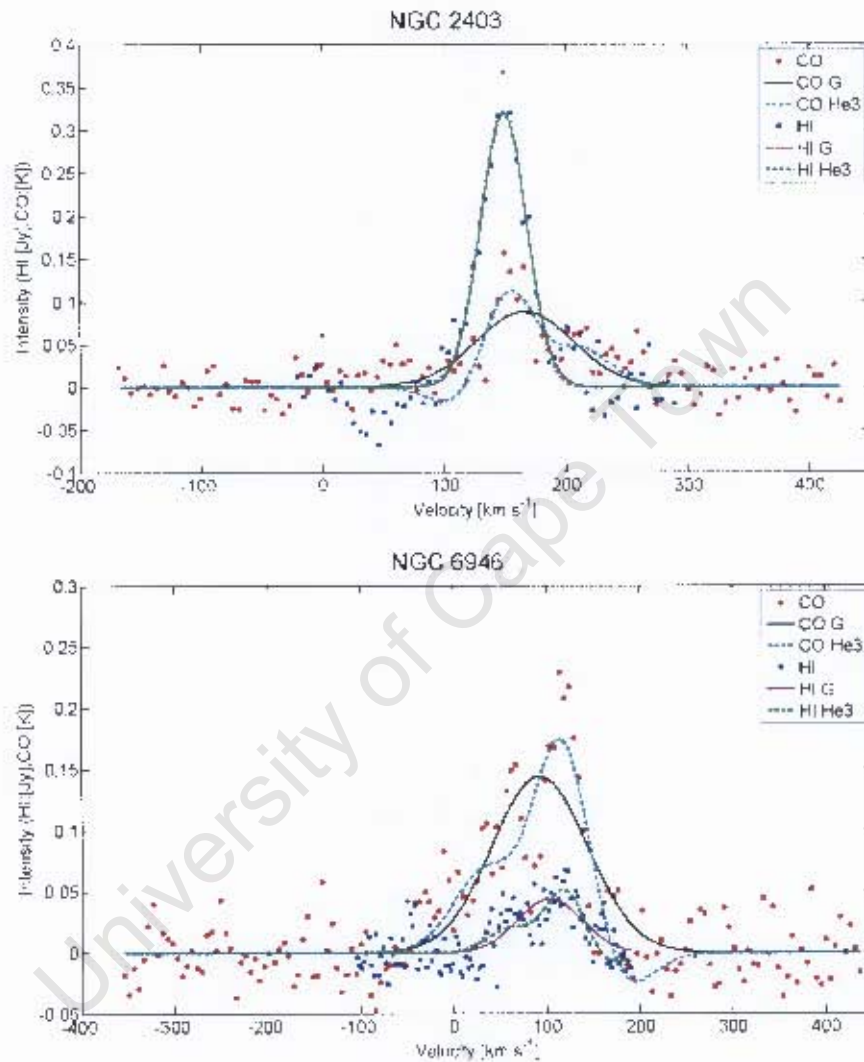 NGC 2403
0.4
0.35
0.3
0.25
0.2
0.15
0.1
0.05
0
-0.05
-0.1
Intensity (HI:[Jy],CO:[K])
-200 -100 0 100 200 300 400
Velocity [km s⁻¹]
CO
CO G
CO He3
HI
HI G
HI He3
NGC 6946
0.3
0.25
0.2
0.15
0.1
0.05
0
-0.05
Intensity (HI:[Jy],CO:[K])
-400 -300 -200 -100 0 100 200 300 400
Velocity [km s⁻¹]
CO
CO G
CO He3
HI
HI G
HI He3
University of Cape Town